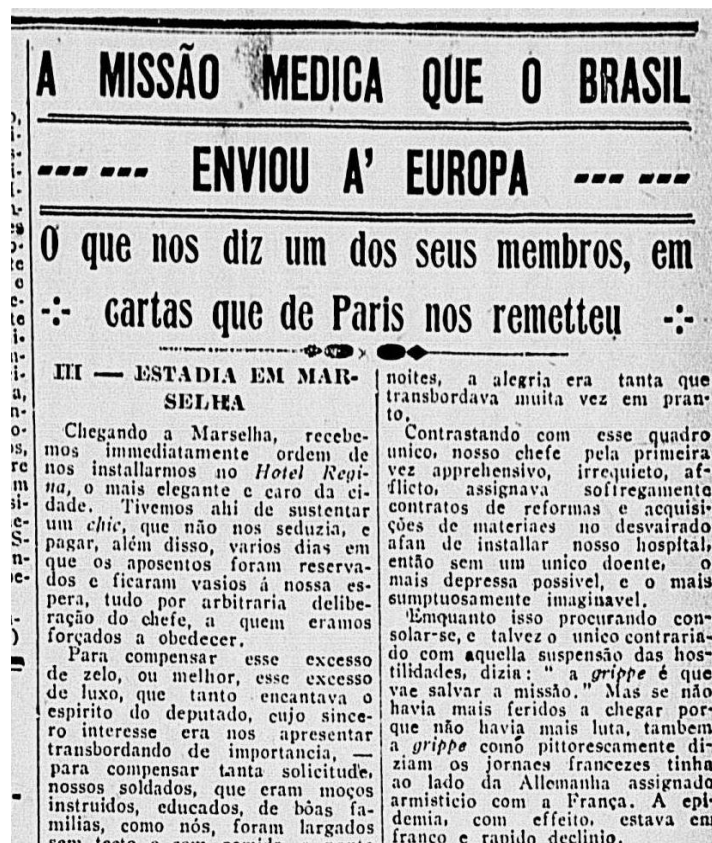 A MISSÃO MEDICA QUE O BRASIL
--- --- ENVIOU A' EUROPA --- ---
O que nos diz um dos seus membros, em
-:- cartas que de Paris nos remetteu -:-
III — ESTADIA EM MAR-
SELHA
Chegando a Marselha, recebe-
mos immediatamente ordem de
nos installarmos no Hotel Regi-
na, o mais elegante e caro da ci-
dade. Tivemos ahi de sustentar
um chic, que não nos seduzia, e
pagar, além disso, varios dias em
que os aposentos foram reserva-
dos e ficaram vasios á nossa es-
pera, tudo por arbitraria delibe-
ração do chefe, a quem eramos
forçados a obedecer.
Para compensar esse excesso
de zelo, ou melhor, esse excesso
de luxo, que tanto encantava o
espirito do deputado, cujo since-
ro interesse era nos apresentar
transbordando de importancia, —
para compensar tanta solicitude,
nossos soldados, que eram moços
instruidos, educados, de bôas fa-
milias, como nós, foram largados
noites, a alegria era tanta que
transbordava muita vez em pran-
to.
Contrastando com esse quadro
unico, nosso chefe pela primeira
vez apprehensivo, irrequieto, af-
flicto, assignava soffregamente
contratos de reformas e acquisi-
ções de materiaes no desvairado
afan de installar nosso hospital,
então sem um unico doente, o
mais depressa possivel, e o mais
sumptuosamente imaginavel.
Emquanto isso procurando con-
solar-se, e talvez o unico contraria-
do com aquella suspensão das hos-
tilidades, dizia: " a grippe é que
vae salvar a missão." Mas se não
havia mais feridos a chegar por-
que não havia mais luta, tambem
a grippe como pittorescamente di-
ziam os jornaes francezes tinha
ao lado da Allemanha assignado
armisticio com a França. A epi-
demia, com effeito, estava em
franco e rapido declinio.